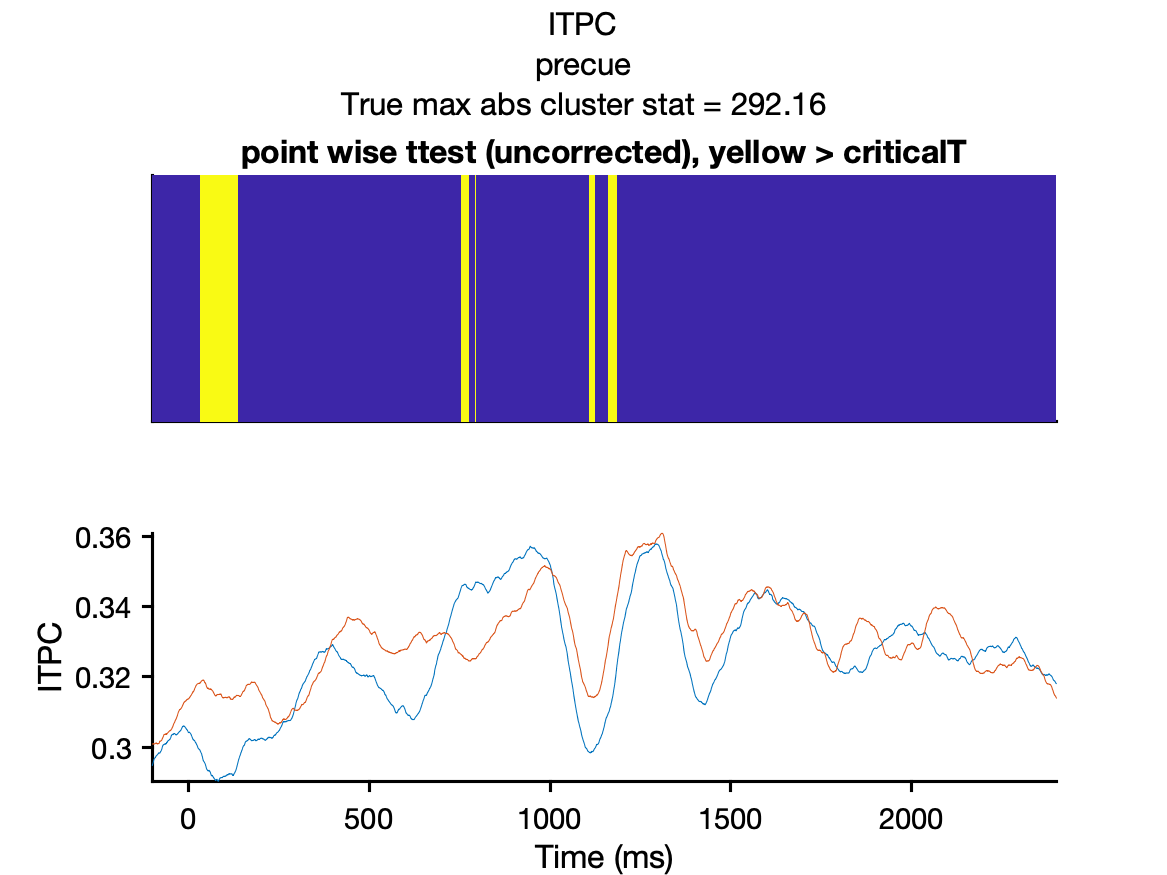 ITPC
precue
True max abs cluster stat = 292.16
point wise ttest (uncorrected), yellow > criticalT
0.36
0.34
0.32
0.3
ITPC
0 500 1000 1500 2000
Time (ms)